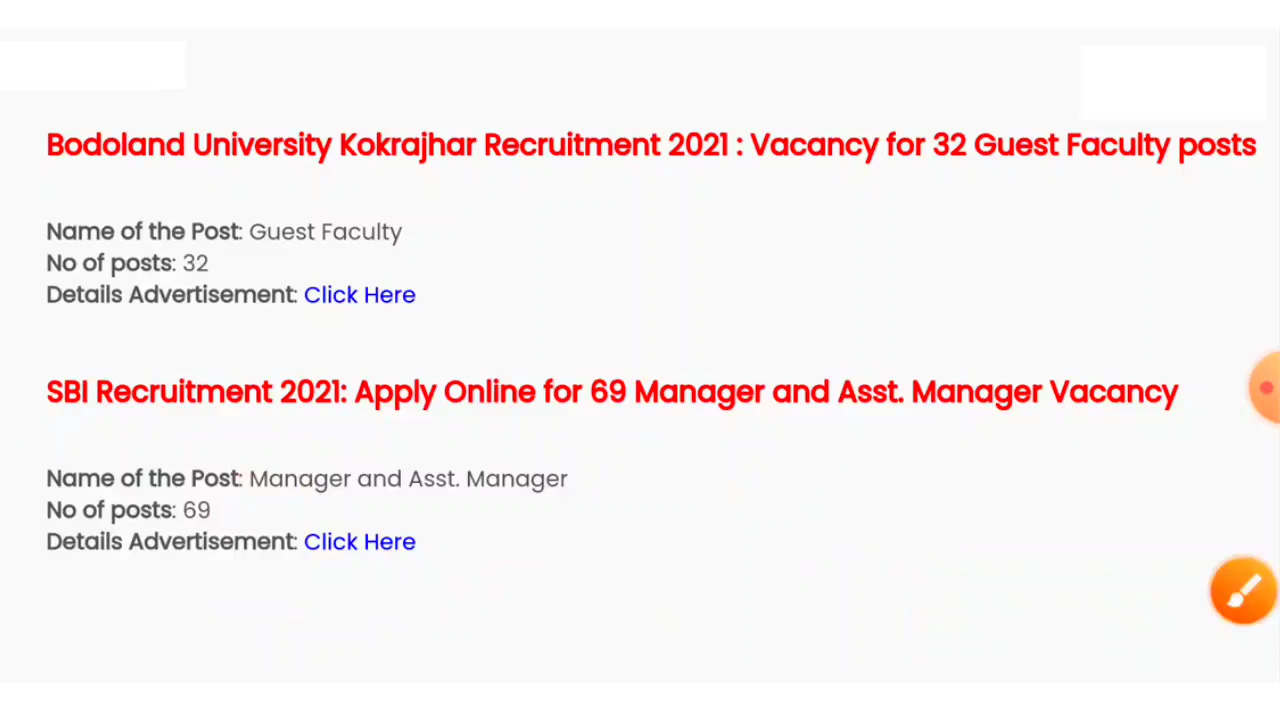 Bodoland University Kokrajhar Recruitment 2021 : Vacancy for 32 Guest Faculty posts
Name of the Post: Guest Faculty
No of posts: 32
Details Advertisement: Click Here
SBI Recruitment 2021: Apply Online for 69 Manager and Asst. Manager Vacancy
Name of the Post: Manager and Asst. Manager
No of posts: 69
Details Advertisement: Click Here